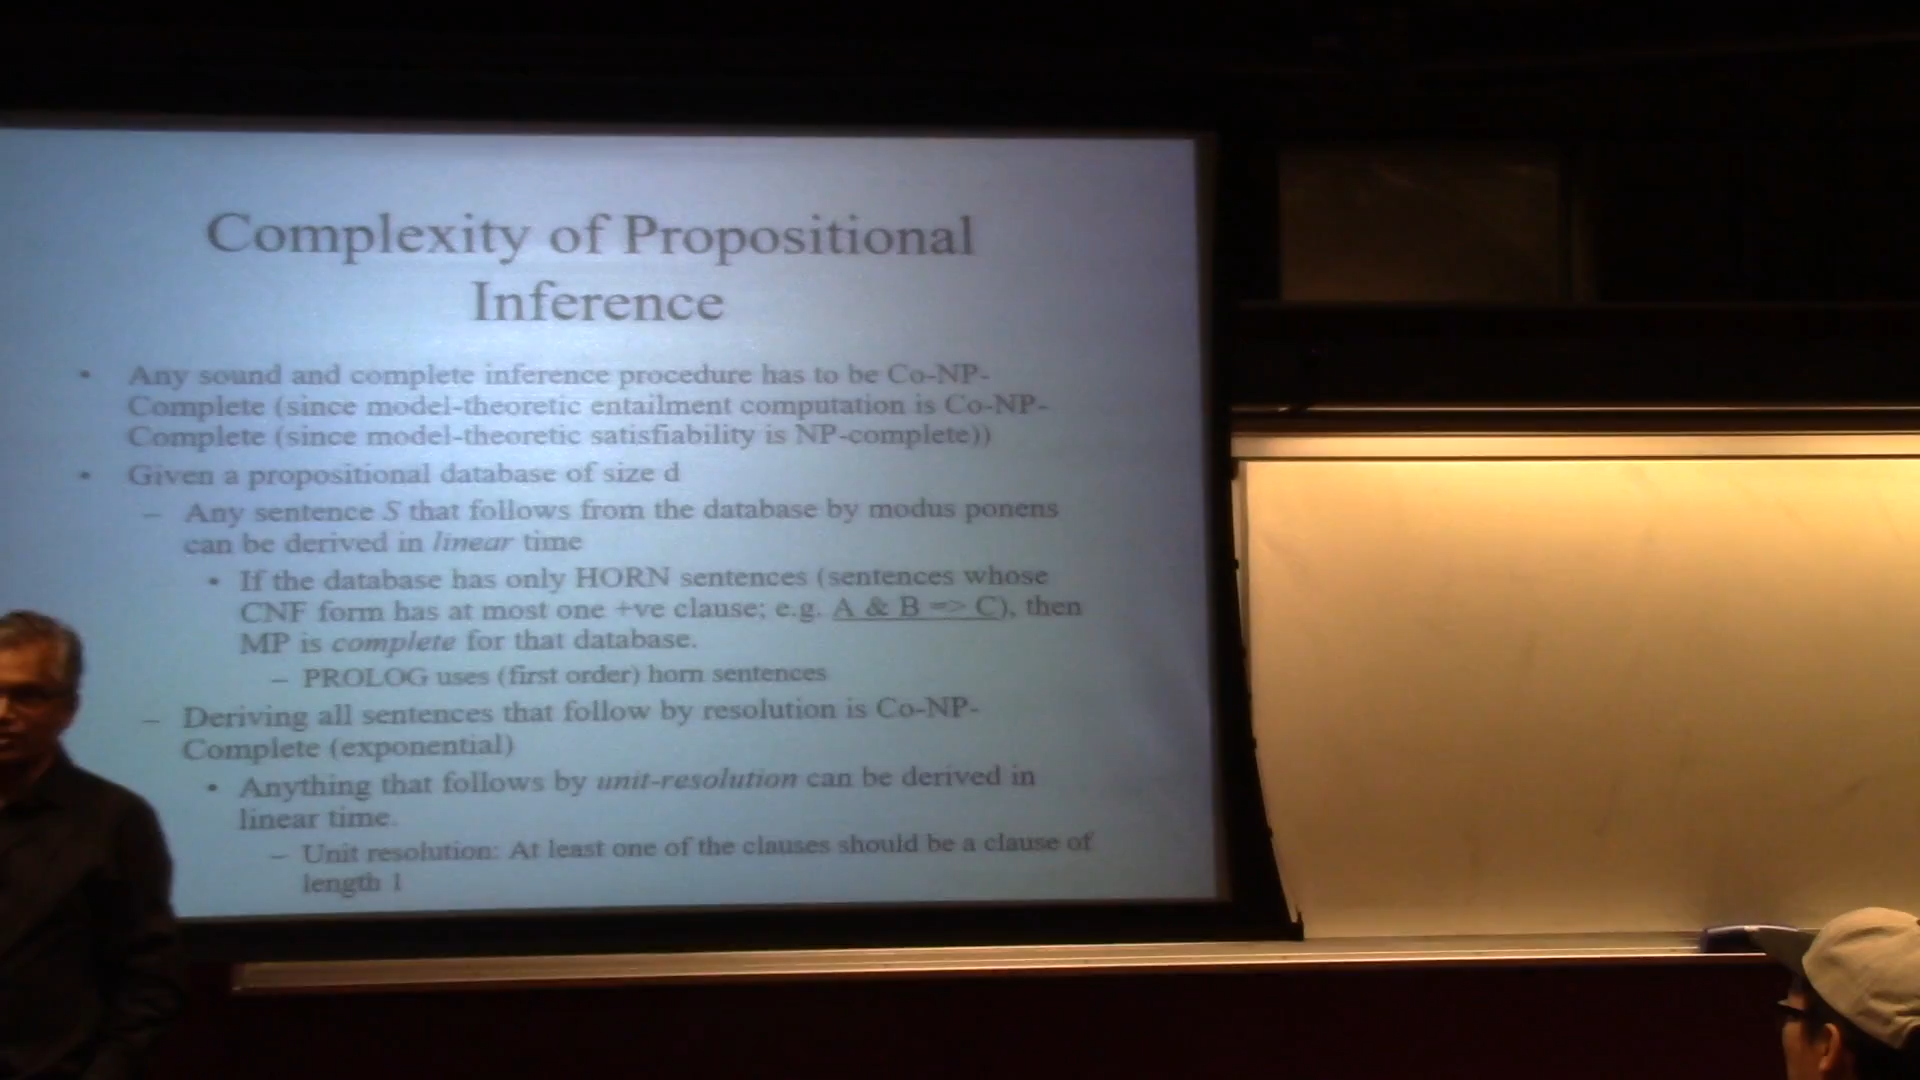 Complexity of Propositional
Inference
• Any sound and complete inference procedure has to be Co-NP-
Complete (since model-theoretic entailment computation is Co-NP-
Complete (since model-theoretic satisfiability is NP-complete))
• Given a propositional database of size d
– Any sentence S that follows from the database by modus ponens
can be derived in linear time
• If the database has only HORN sentences (sentences whose
CNF form has at most one +ve clause; e.g. A & B => C), then
MP is complete for that database.
– PROLOG uses (first order) horn sentences
– Deriving all sentences that follow by resolution is Co-NP-
Complete (exponential)
• Anything that follows by unit-resolution can be derived in
linear time.
– Unit resolution: At least one of the clauses should be a clause of
length 1